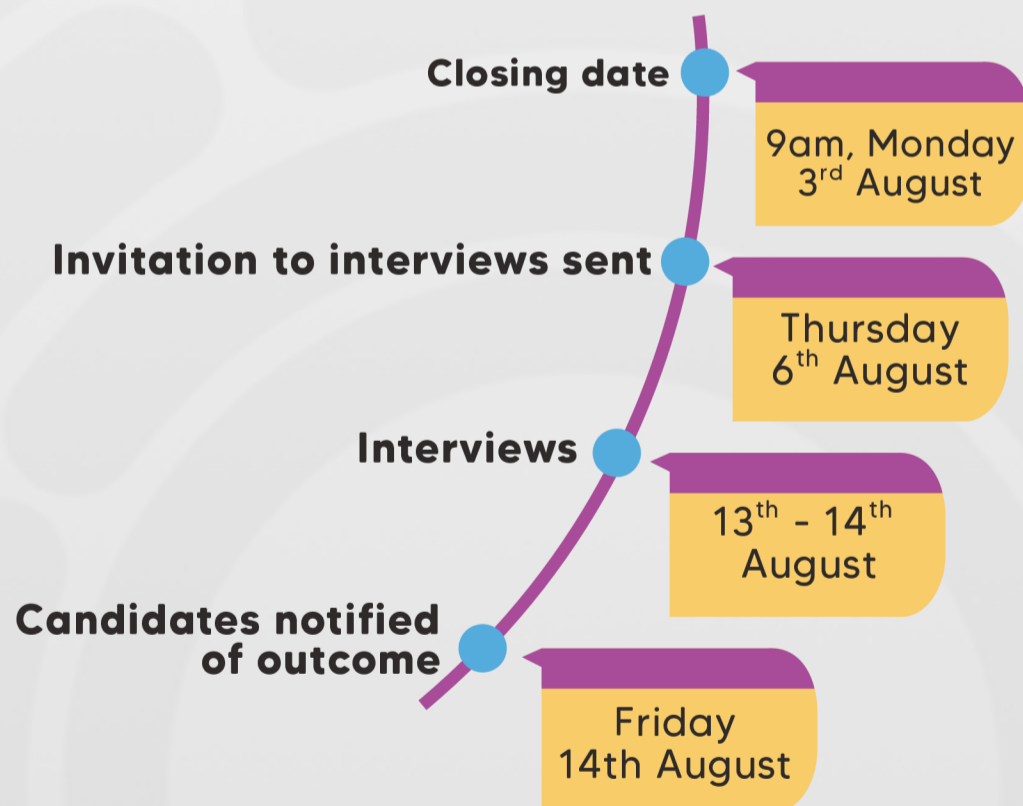 Closing date
9am, Monday
3rd August
Invitation to interviews sent
Thursday
6th August
Interviews
13th - 14th
August
Candidates notified
of outcome
Friday
14th August